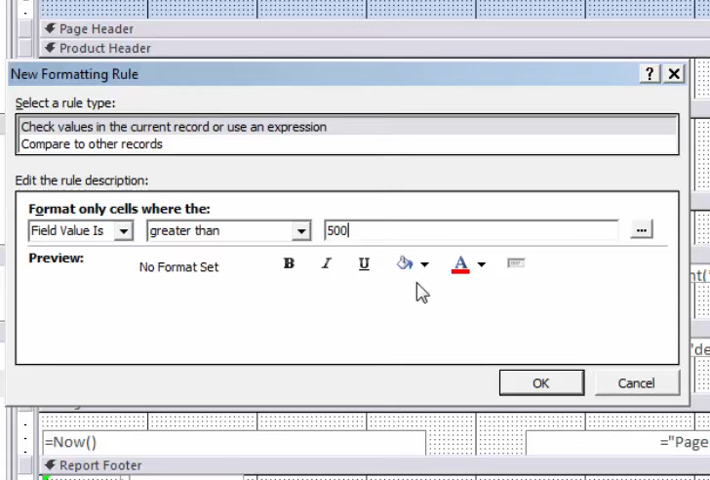 Page Header
Product Header
New Formatting Rule
?
Select a rule type:
Check values in the current record or use an expression
Compare to other records
Edit the rule description:
Format only cells where the:
Field Value Is
greater than
500
...
Preview:
No Format Set
B I U A
nt("
"de
OK
Cancel
=Now()
="Page
Report Footer